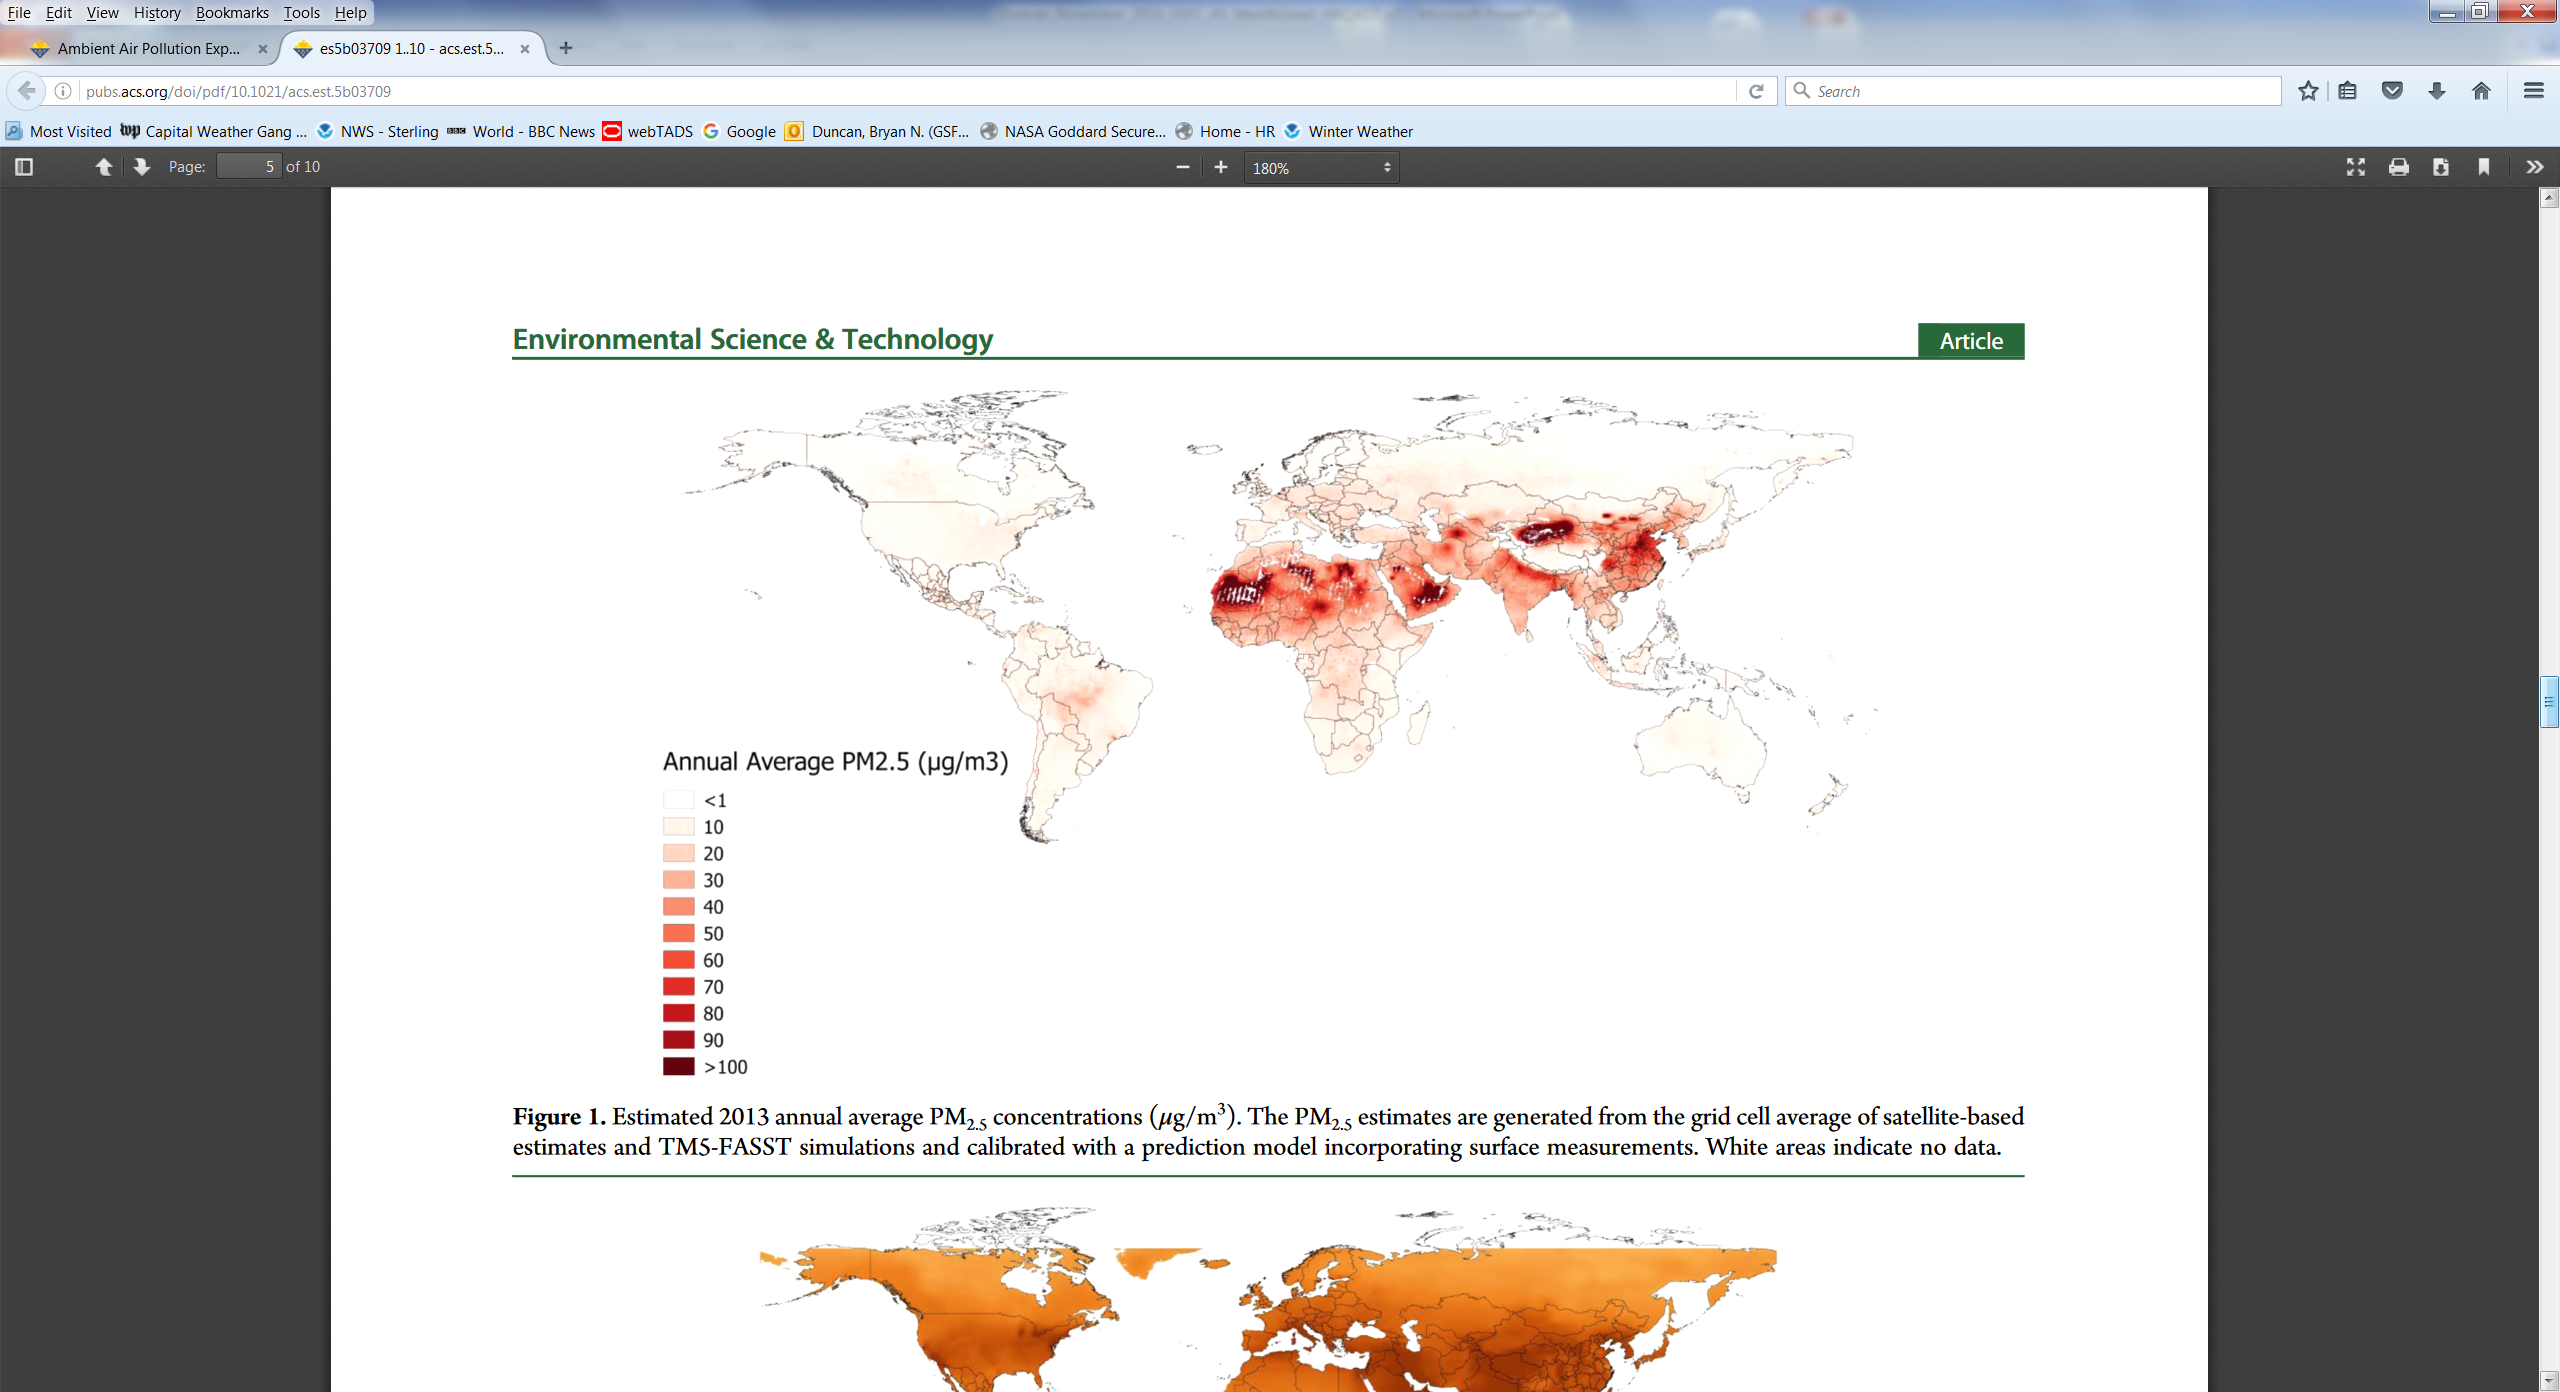 File Edit View History Bookmarks Tools Help
Ambient Air Pollution Exp...
es5b03709 1..10 - acs.est.5...
pubs.acs.org/doi/pdf/10.1021/acs.est.5b03709
Search
Most Visited
wp Capital Weather Gang ...
NWS - Sterling
BBC World - BBC News
webTADS
G Google
Duncan, Bryan N. (GSF...
NASA Goddard Secure...
Home - HR
Winter Weather
Page: 5 of 10
180%
Environmental Science & Technology
Article
Annual Average PM2.5 (µg/m3)
<1
10
20
30
40
50
60
70
80
90
>100
Figure 1. Estimated 2013 annual average PM2.5 concentrations (μg/m³). The PM2.5 estimates are generated from the grid cell average of satellite-based
estimates and TM5-FASST simulations and calibrated with a prediction model incorporating surface measurements. White areas indicate no data.